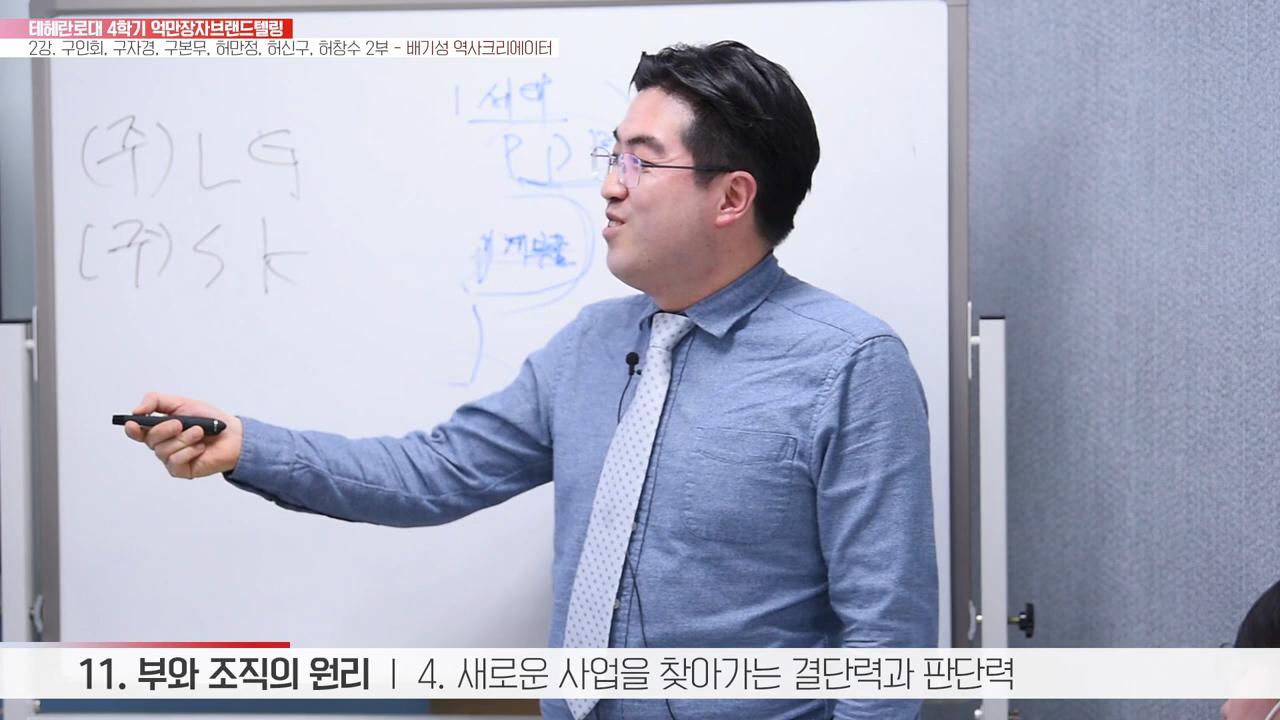 테헤란로대 4학기 억만장자브랜드텔링
2강. 구인회, 구자경, 구본무, 허만정, 허신구, 허창수 2부 - 배기성 역사크리에이터
(주) LG
(주) SK
11. 부와 조직의 원리 | 4. 새로운 사업을 찾아가는 결단력과 판단력